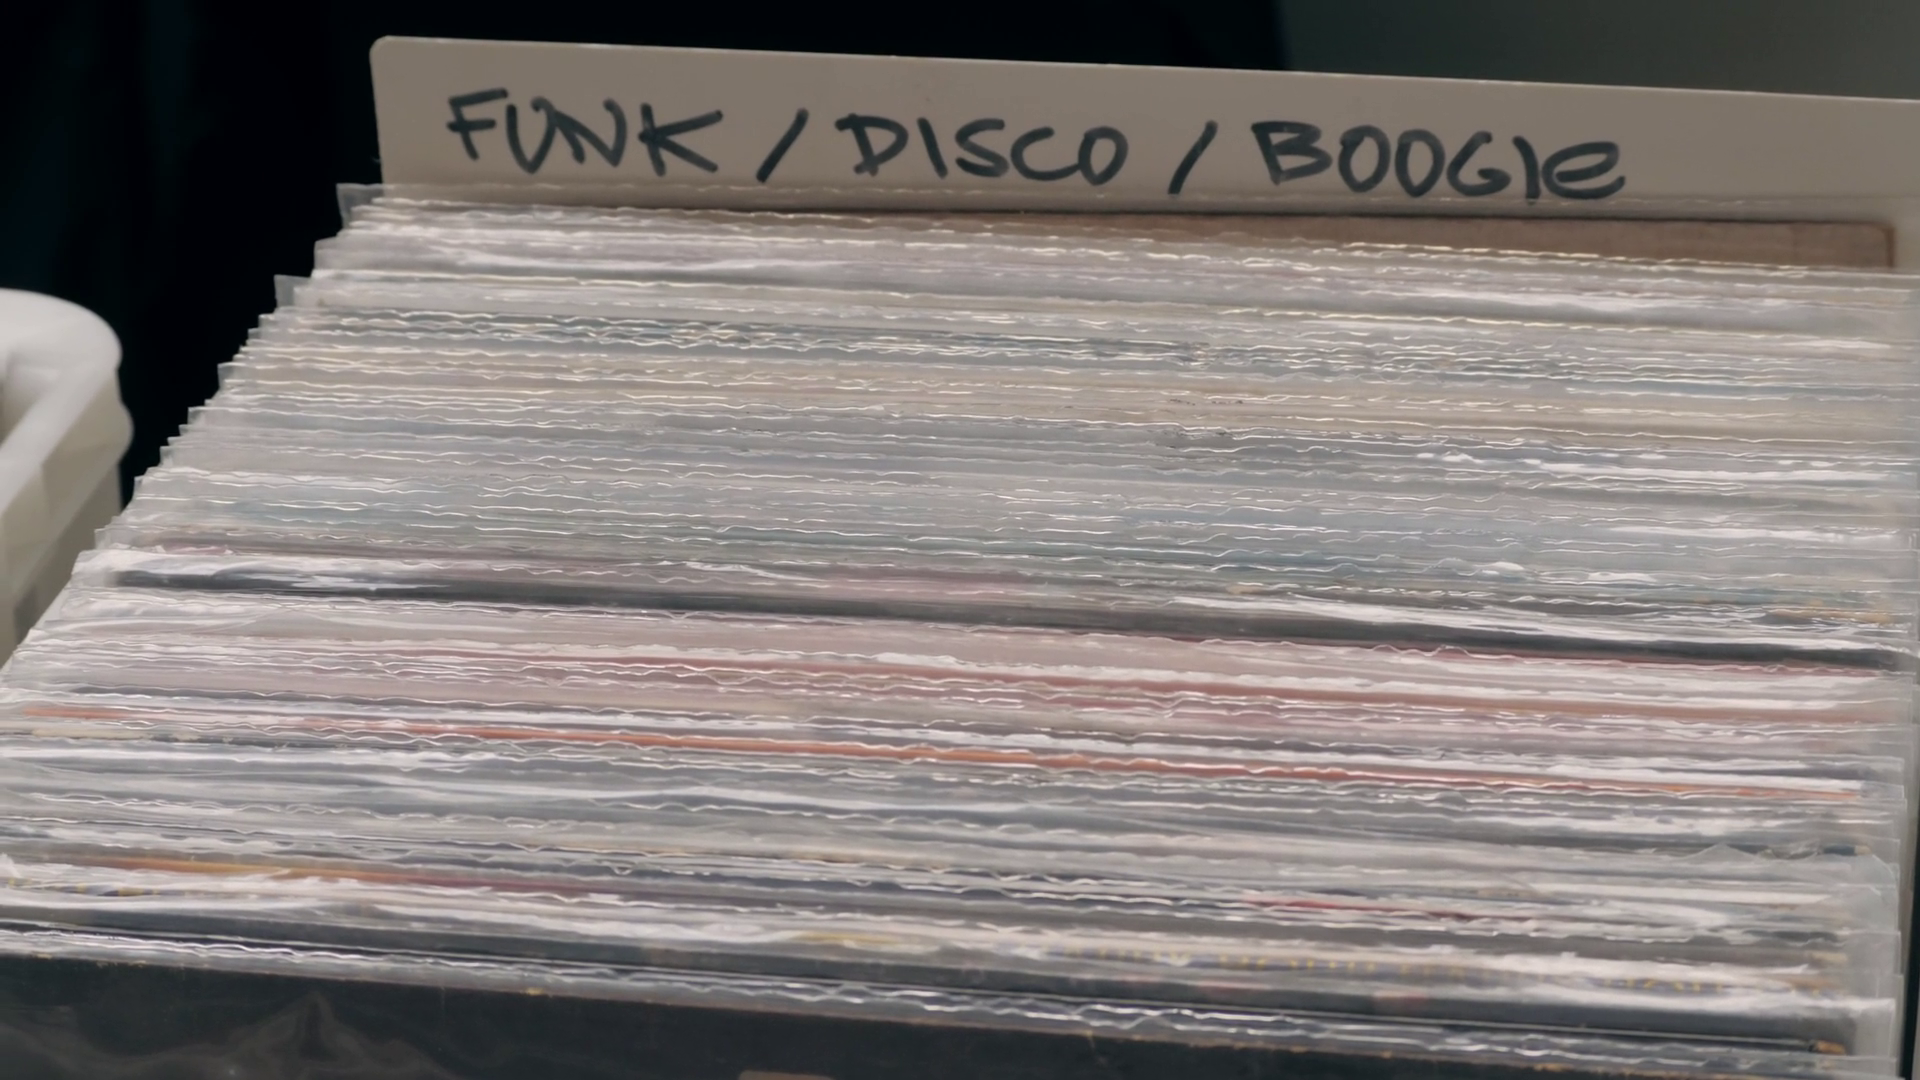 FUNK / DISCO / BOOGIe